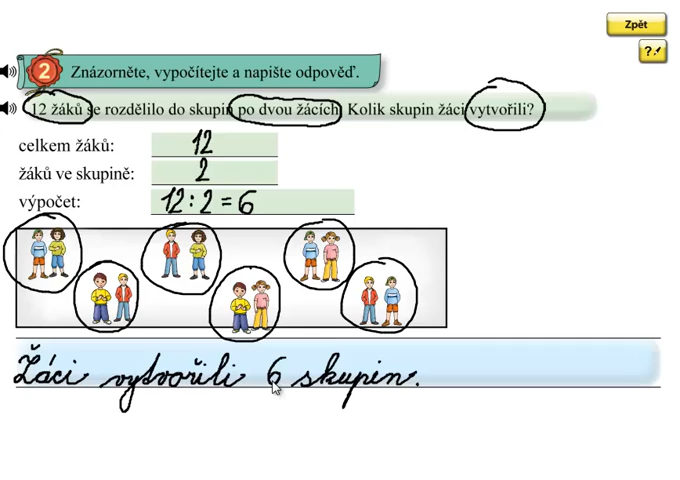 Zpět
?
2 Znázorněte, vypočítejte a napište odpověď.
12 žáků se rozdělilo do skupin po dvou žácích. Kolik skupin žáci vytvořili?
celkem žáků: 12
žáků ve skupině: 2
výpočet: 12 : 2 = 6
Žáci vytvořili 6 skupin.